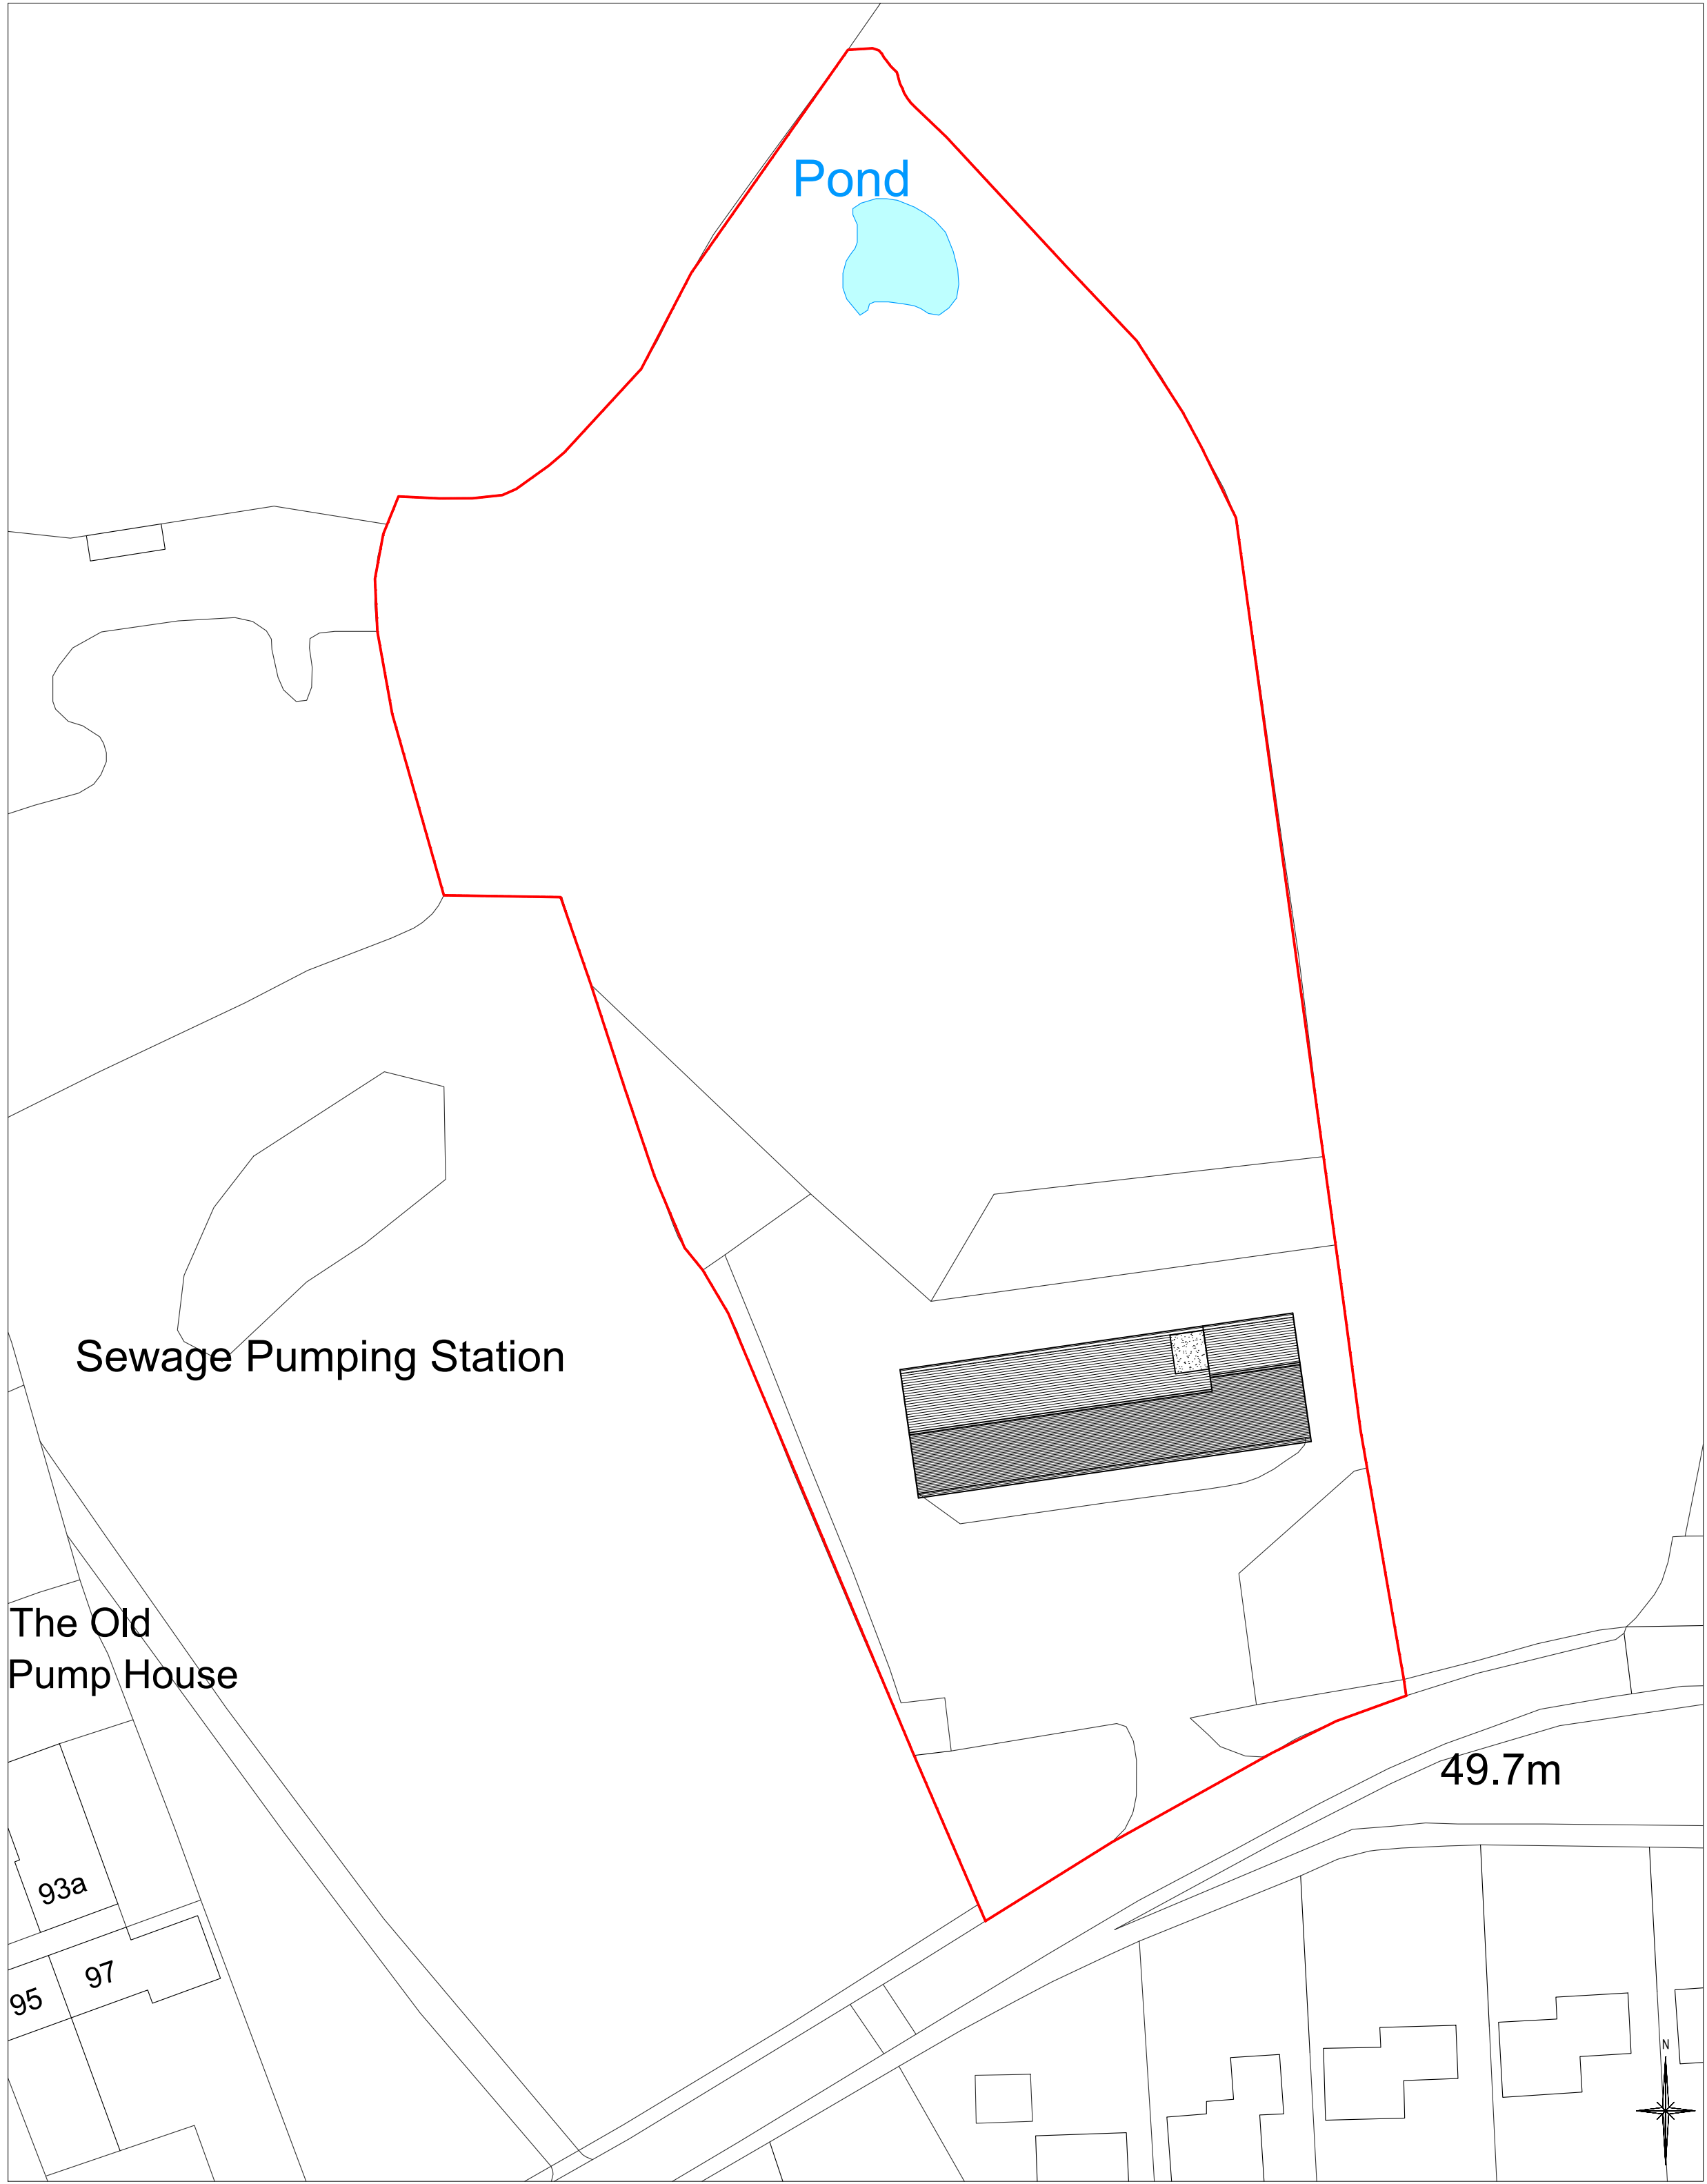 Pond
Sewage Pumping Station
The Old
Pump House
49.7m
93a
97
95
N